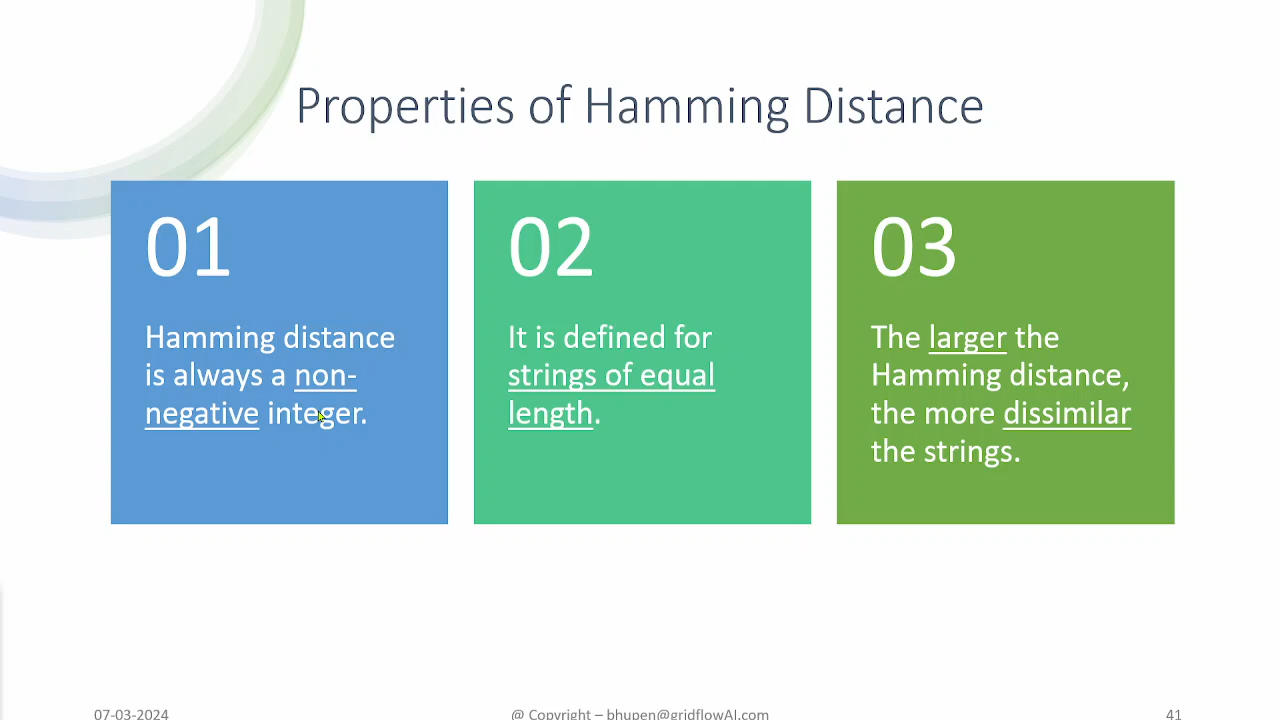 Properties of Hamming Distance
01
Hamming distance
is always a non-
negative integer.
02
It is defined for
strings of equal
length.
03
The larger the
Hamming distance,
the more dissimilar
the strings.
07-03-2024
@ Copyright – bhupen@gridflowAI.com
41